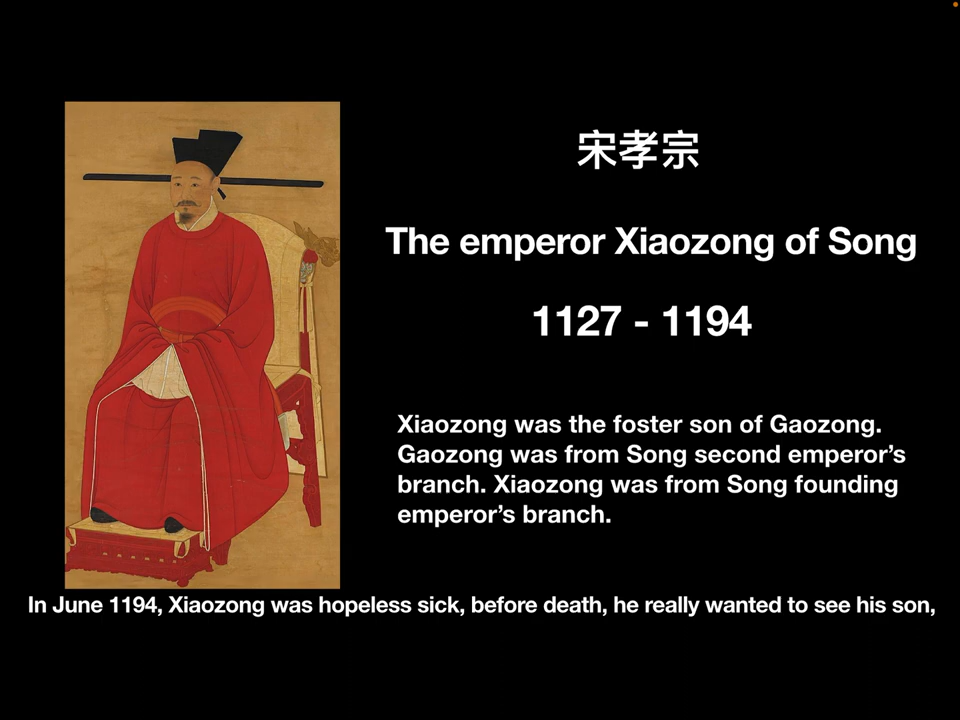 宋孝宗
The emperor Xiaozong of Song
1127 - 1194
Xiaozong was the foster son of Gaozong.
Gaozong was from Song second emperor’s
branch. Xiaozong was from Song founding
emperor’s branch.
In June 1194, Xiaozong was hopeless sick, before death, he really wanted to see his son,